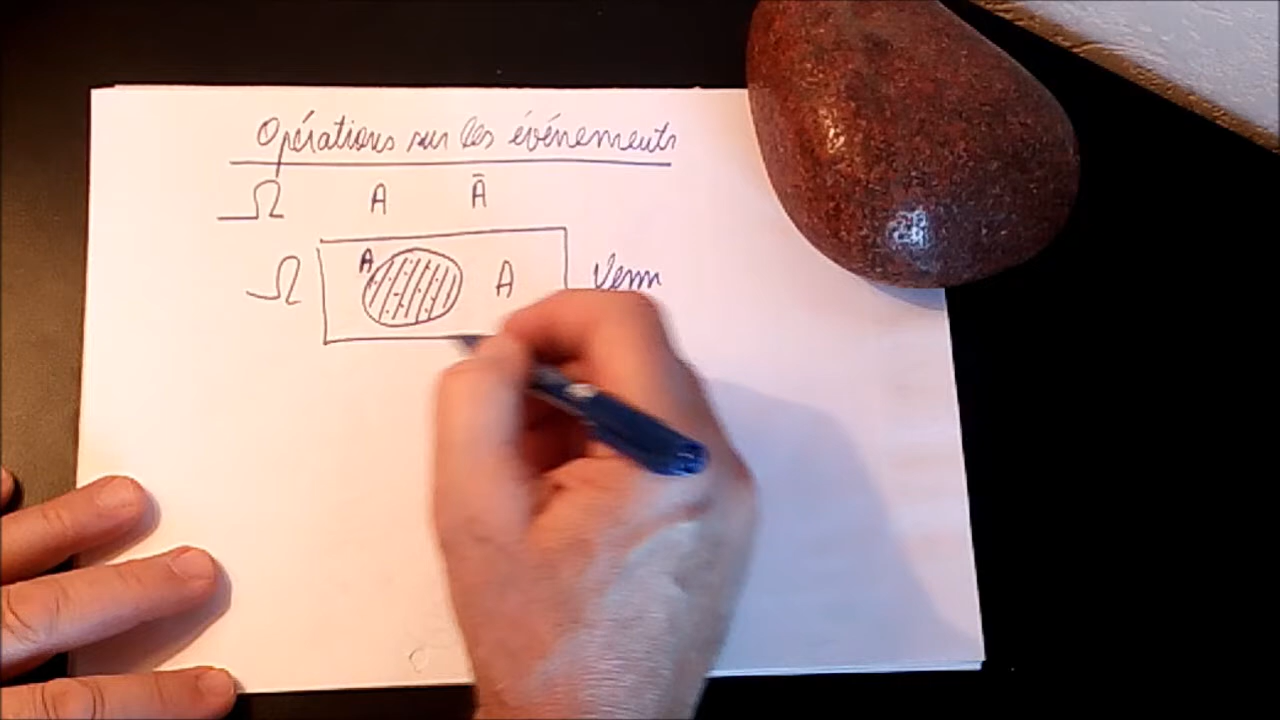 Opérations sur les événements
Ω A Ā
Ω A A Venn